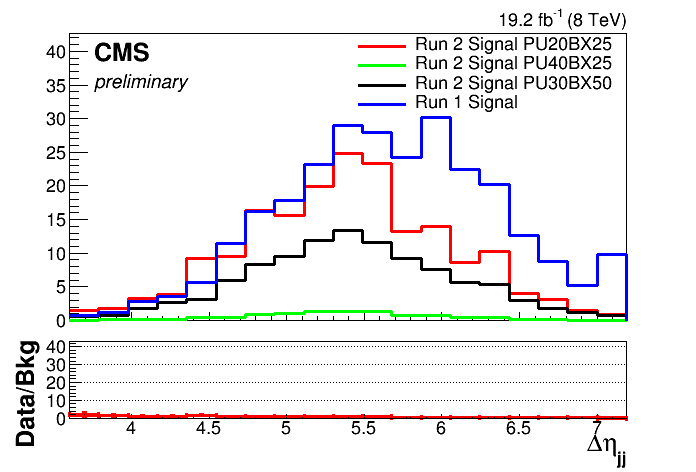 19.2 fb⁻¹ (8 TeV)
CMS
preliminary
Run 2 Signal PU20BX25
Run 2 Signal PU40BX25
Run 2 Signal PU30BX50
Run 1 Signal
40
35
30
25
20
15
10
5
0
Data/Bkg
40
30
20
10
0
4 4.5 5 5.5 6 6.5 7
Δη_jj